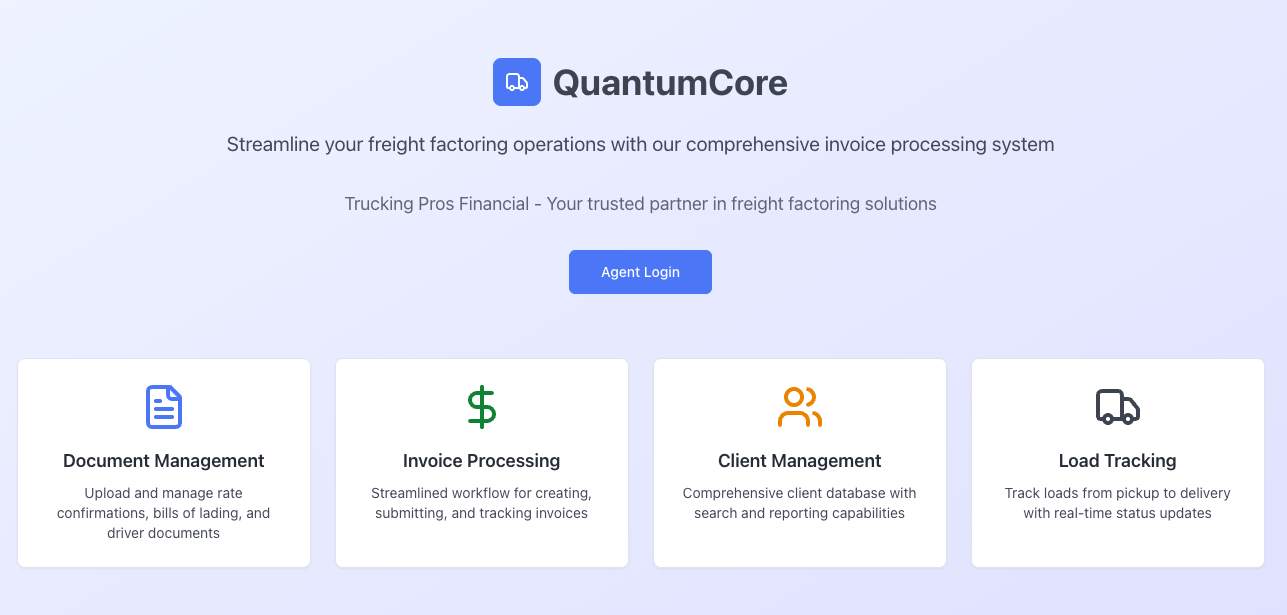 QuantumCore
Streamline your freight factoring operations with our comprehensive invoice processing system
Trucking Pros Financial - Your trusted partner in freight factoring solutions
Agent Login
Document Management
Upload and manage rate
confirmations, bills of lading, and
driver documents
Invoice Processing
Streamlined workflow for creating,
submitting, and tracking invoices
Client Management
Comprehensive client database with
search and reporting capabilities
Load Tracking
Track loads from pickup to delivery
with real-time status updates